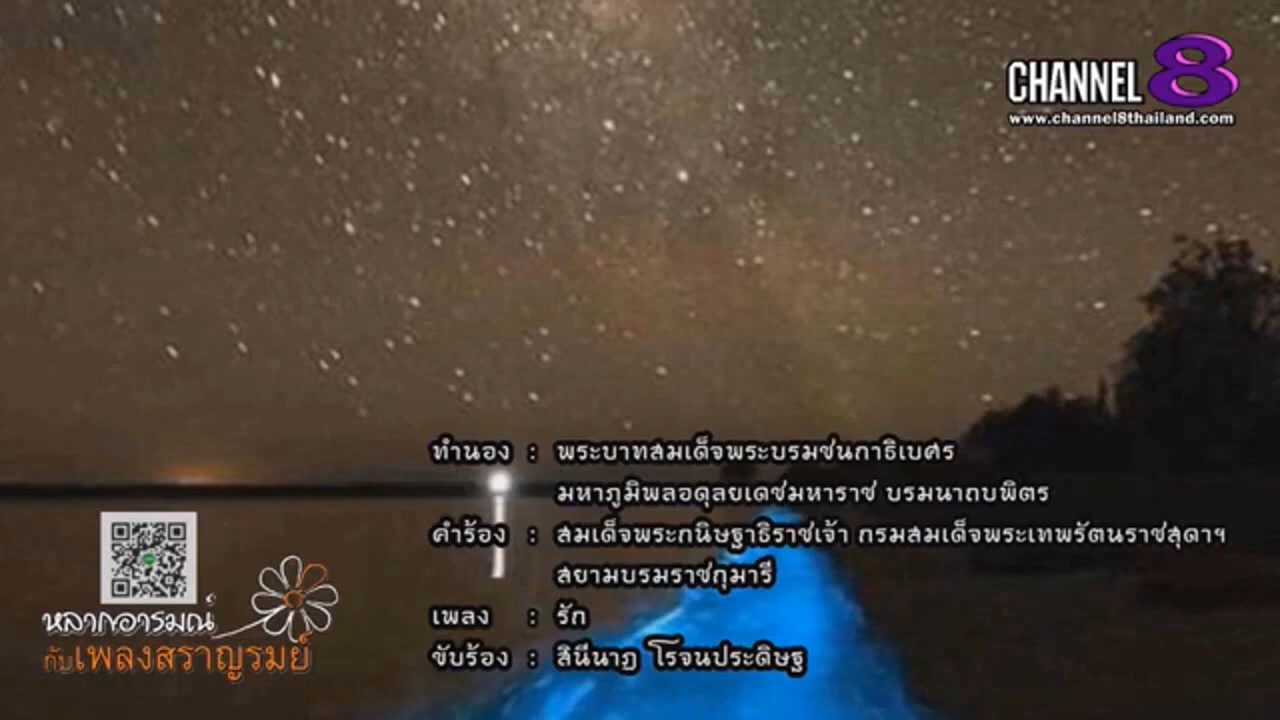 CHANNEL 8
www.channel8thailand.com
ทำนอง : พระบาทสมเด็จพระบรมชนกาธิเบศร
มหาภูมิพลอดุลยเดชมหาราช บรมนาถบพิตร
คำร้อง : สมเด็จพระกนิษฐาธิราชเจ้า กรมสมเด็จพระเทพรัตนราชสุดาฯ
สยามบรมราชกุมารี
เพลง : รัก
ขับร้อง : สินีนาฏ โรจนประดิษฐ
หลากอารมณ์
กับเพลงสราญรมย์